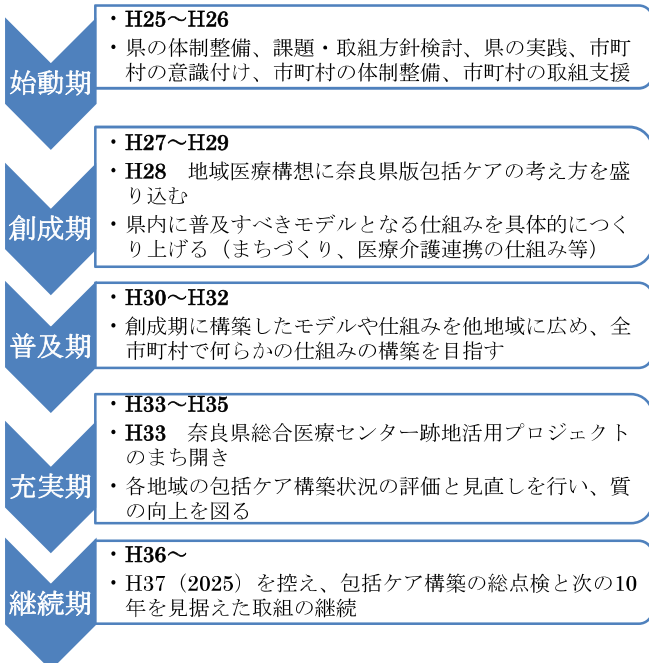 始動期
・H25～H26
・県の体制整備、課題・取組方針検討、県の実践、市町
村の意識付け、市町村の体制整備、市町村の取組支援
創成期
・H27～H29
・H28　地域医療構想に奈良県版包括ケアの考え方を盛
り込む
・県内に普及すべきモデルとなる仕組みを具体的につく
り上げる（まちづくり、医療介護連携の仕組み等）
普及期
・H30～H32
・創成期に構築したモデルや仕組みを他地域に広め、全
市町村で何らかの仕組みの構築を目指す
充実期
・H33～H35
・H33　奈良県総合医療センター跡地活用プロジェクト
のまち開き
・各地域の包括ケア構築状況の評価と見直しを行い、質
の向上を図る
継続期
・H36～
・H37（2025）を控え、包括ケア構築の総点検と次の10
年を見据えた取組の継続